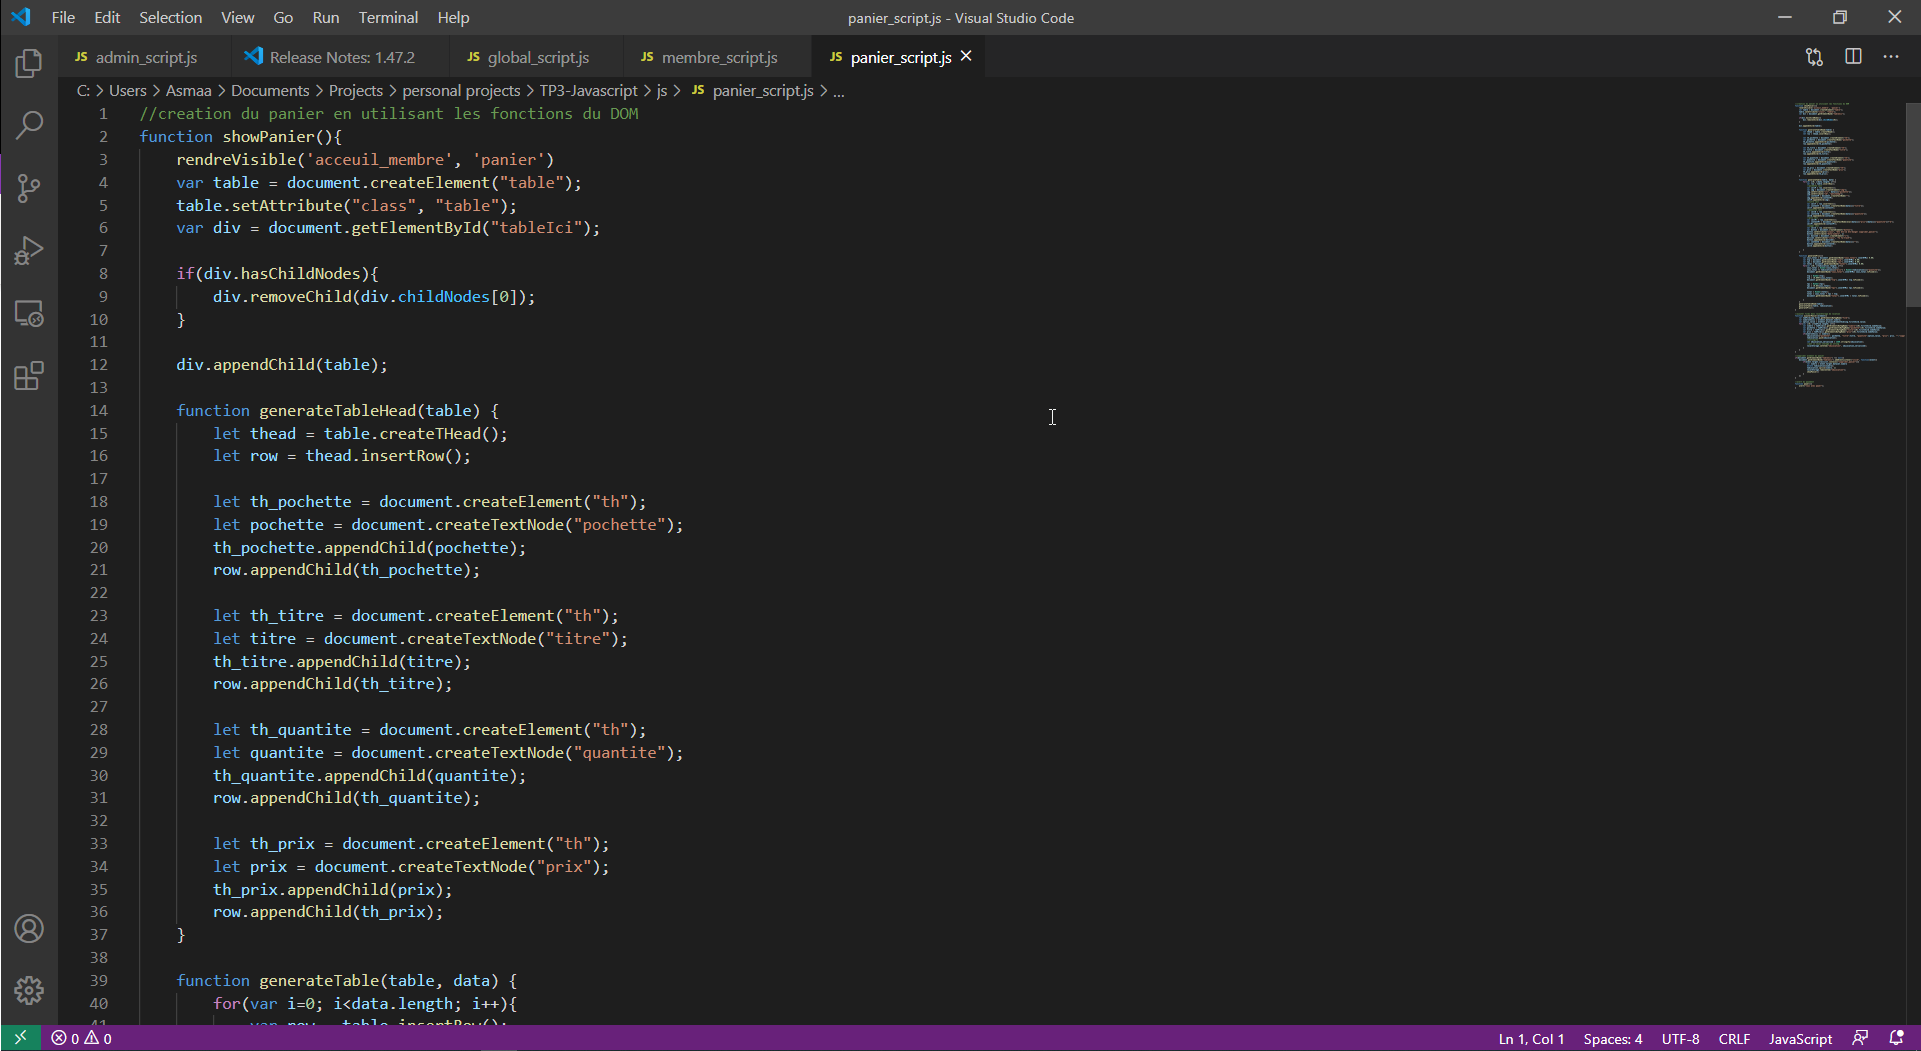 File Edit Selection View Go Run Terminal Help panier_script.js - Visual Studio Code
JS admin_script.js Release Notes: 1.47.2 JS global_script.js JS membre_script.js JS panier_script.js
C: > Users > Asmaa > Documents > Projects > personal projects > TP3-Javascript > js > JS panier_script.js > ...
1 //creation du panier en utilisant les fonctions du DOM
2 function showPanier(){
3 rendreVisible('acceuil_membre', 'panier')
4 var table = document.createElement("table");
5 table.setAttribute("class", "table");
6 var div = document.getElementById("tableIci");
7
8 if(div.hasChildNodes){
9 div.removeChild(div.childNodes[0]);
10 }
11
12 div.appendChild(table);
13
14 function generateTableHead(table) {
15 let thead = table.createTHead();
16 let row = thead.insertRow();
17
18 let th_pochette = document.createElement("th");
19 let pochette = document.createTextNode("pochette");
20 th_pochette.appendChild(pochette);
21 row.appendChild(th_pochette);
22
23 let th_titre = document.createElement("th");
24 let titre = document.createTextNode("titre");
25 th_titre.appendChild(titre);
26 row.appendChild(th_titre);
27
28 let th_quantite = document.createElement("th");
29 let quantite = document.createTextNode("quantite");
30 th_quantite.appendChild(quantite);
31 row.appendChild(th_quantite);
32
33 let th_prix = document.createElement("th");
34 let prix = document.createTextNode("prix");
35 th_prix.appendChild(prix);
36 row.appendChild(th_prix);
37 }
38
39 function generateTable(table, data) {
40 for(var i=0; i<data.length; i++){
41 var row = table.insertRow();
0 0 Ln 1, Col 1 Spaces: 4 UTF-8 CRLF JavaScript